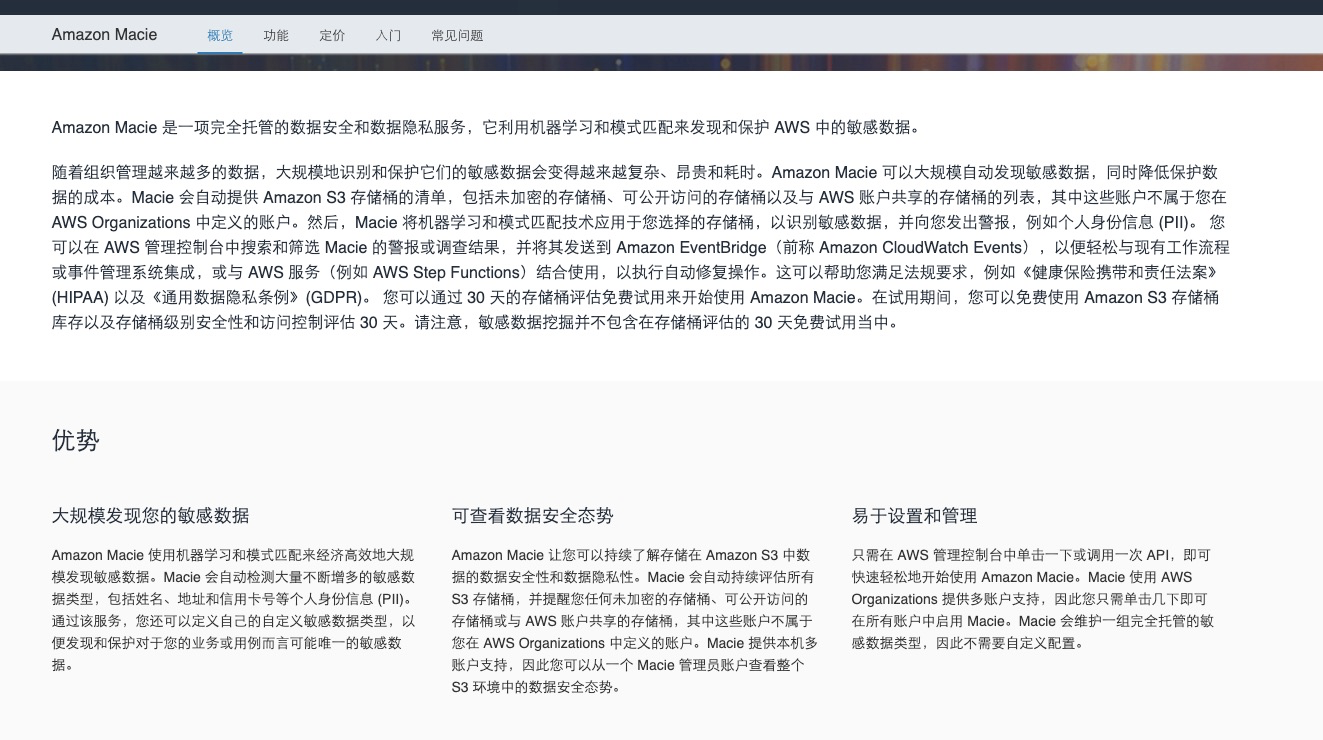 Amazon Macie 概览 功能 定价 入门 常见问题
Amazon Macie 是一项完全托管的数据安全和数据隐私服务，它利用机器学习和模式匹配来发现和保护 AWS 中的敏感数据。
随着组织管理越来越多的数据，大规模地识别和保护它们的敏感数据会变得越来越复杂、昂贵和耗时。Amazon Macie 可以大规模自动发现敏感数据，同时降低保护数
据的成本。Macie 会自动提供 Amazon S3 存储桶的清单，包括未加密的存储桶、可公开访问的存储桶以及与 AWS 账户共享的存储桶的列表，其中这些账户不属于您在
AWS Organizations 中定义的账户。然后，Macie 将机器学习和模式匹配技术应用于您选择的存储桶，以识别敏感数据，并向您发出警报，例如个人身份信息 (PII)。 您
可以在 AWS 管理控制台中搜索和筛选 Macie 的警报或调查结果，并将其发送到 Amazon EventBridge（前称 Amazon CloudWatch Events），以便轻松与现有工作流程
或事件管理系统集成，或与 AWS 服务（例如 AWS Step Functions）结合使用，以执行自动修复操作。这可以帮助您满足法规要求，例如《健康保险携带和责任法案》
(HIPAA) 以及《通用数据隐私条例》(GDPR)。 您可以通过 30 天的存储桶评估免费试用来开始使用 Amazon Macie。在试用期间，您可以免费使用 Amazon S3 存储桶
库存以及存储桶级别安全性和访问控制评估 30 天。请注意，敏感数据挖掘并不包含在存储桶评估的 30 天免费试用当中。
优势
大规模发现您的敏感数据
Amazon Macie 使用机器学习和模式匹配来经济高效地大规
模发现敏感数据。Macie 会自动检测大量不断增多的敏感数
据类型，包括姓名、地址和信用卡号等个人身份信息 (PII)。
通过该服务，您还可以定义自己的自定义敏感数据类型，以
便发现和保护对于您的业务或用例而言可能唯一的敏感数
据。
可查看数据安全态势
Amazon Macie 让您可以持续了解存储在 Amazon S3 中数
据的数据安全性和数据隐私性。Macie 会自动持续评估所有
S3 存储桶，并提醒您任何未加密的存储桶、可公开访问的
存储桶或与 AWS 账户共享的存储桶，其中这些账户不属于
您在 AWS Organizations 中定义的账户。Macie 提供本机多
账户支持，因此您可以从一个 Macie 管理员账户查看整个
S3 环境中的数据安全态势。
易于设置和管理
只需在 AWS 管理控制台中单击一下或调用一次 API，即可
快速轻松地开始使用 Amazon Macie。Macie 使用 AWS
Organizations 提供多账户支持，因此您只需单击几下即可
在所有账户中启用 Macie。Macie 会维护一组完全托管的敏
感数据类型，因此不需要自定义配置。